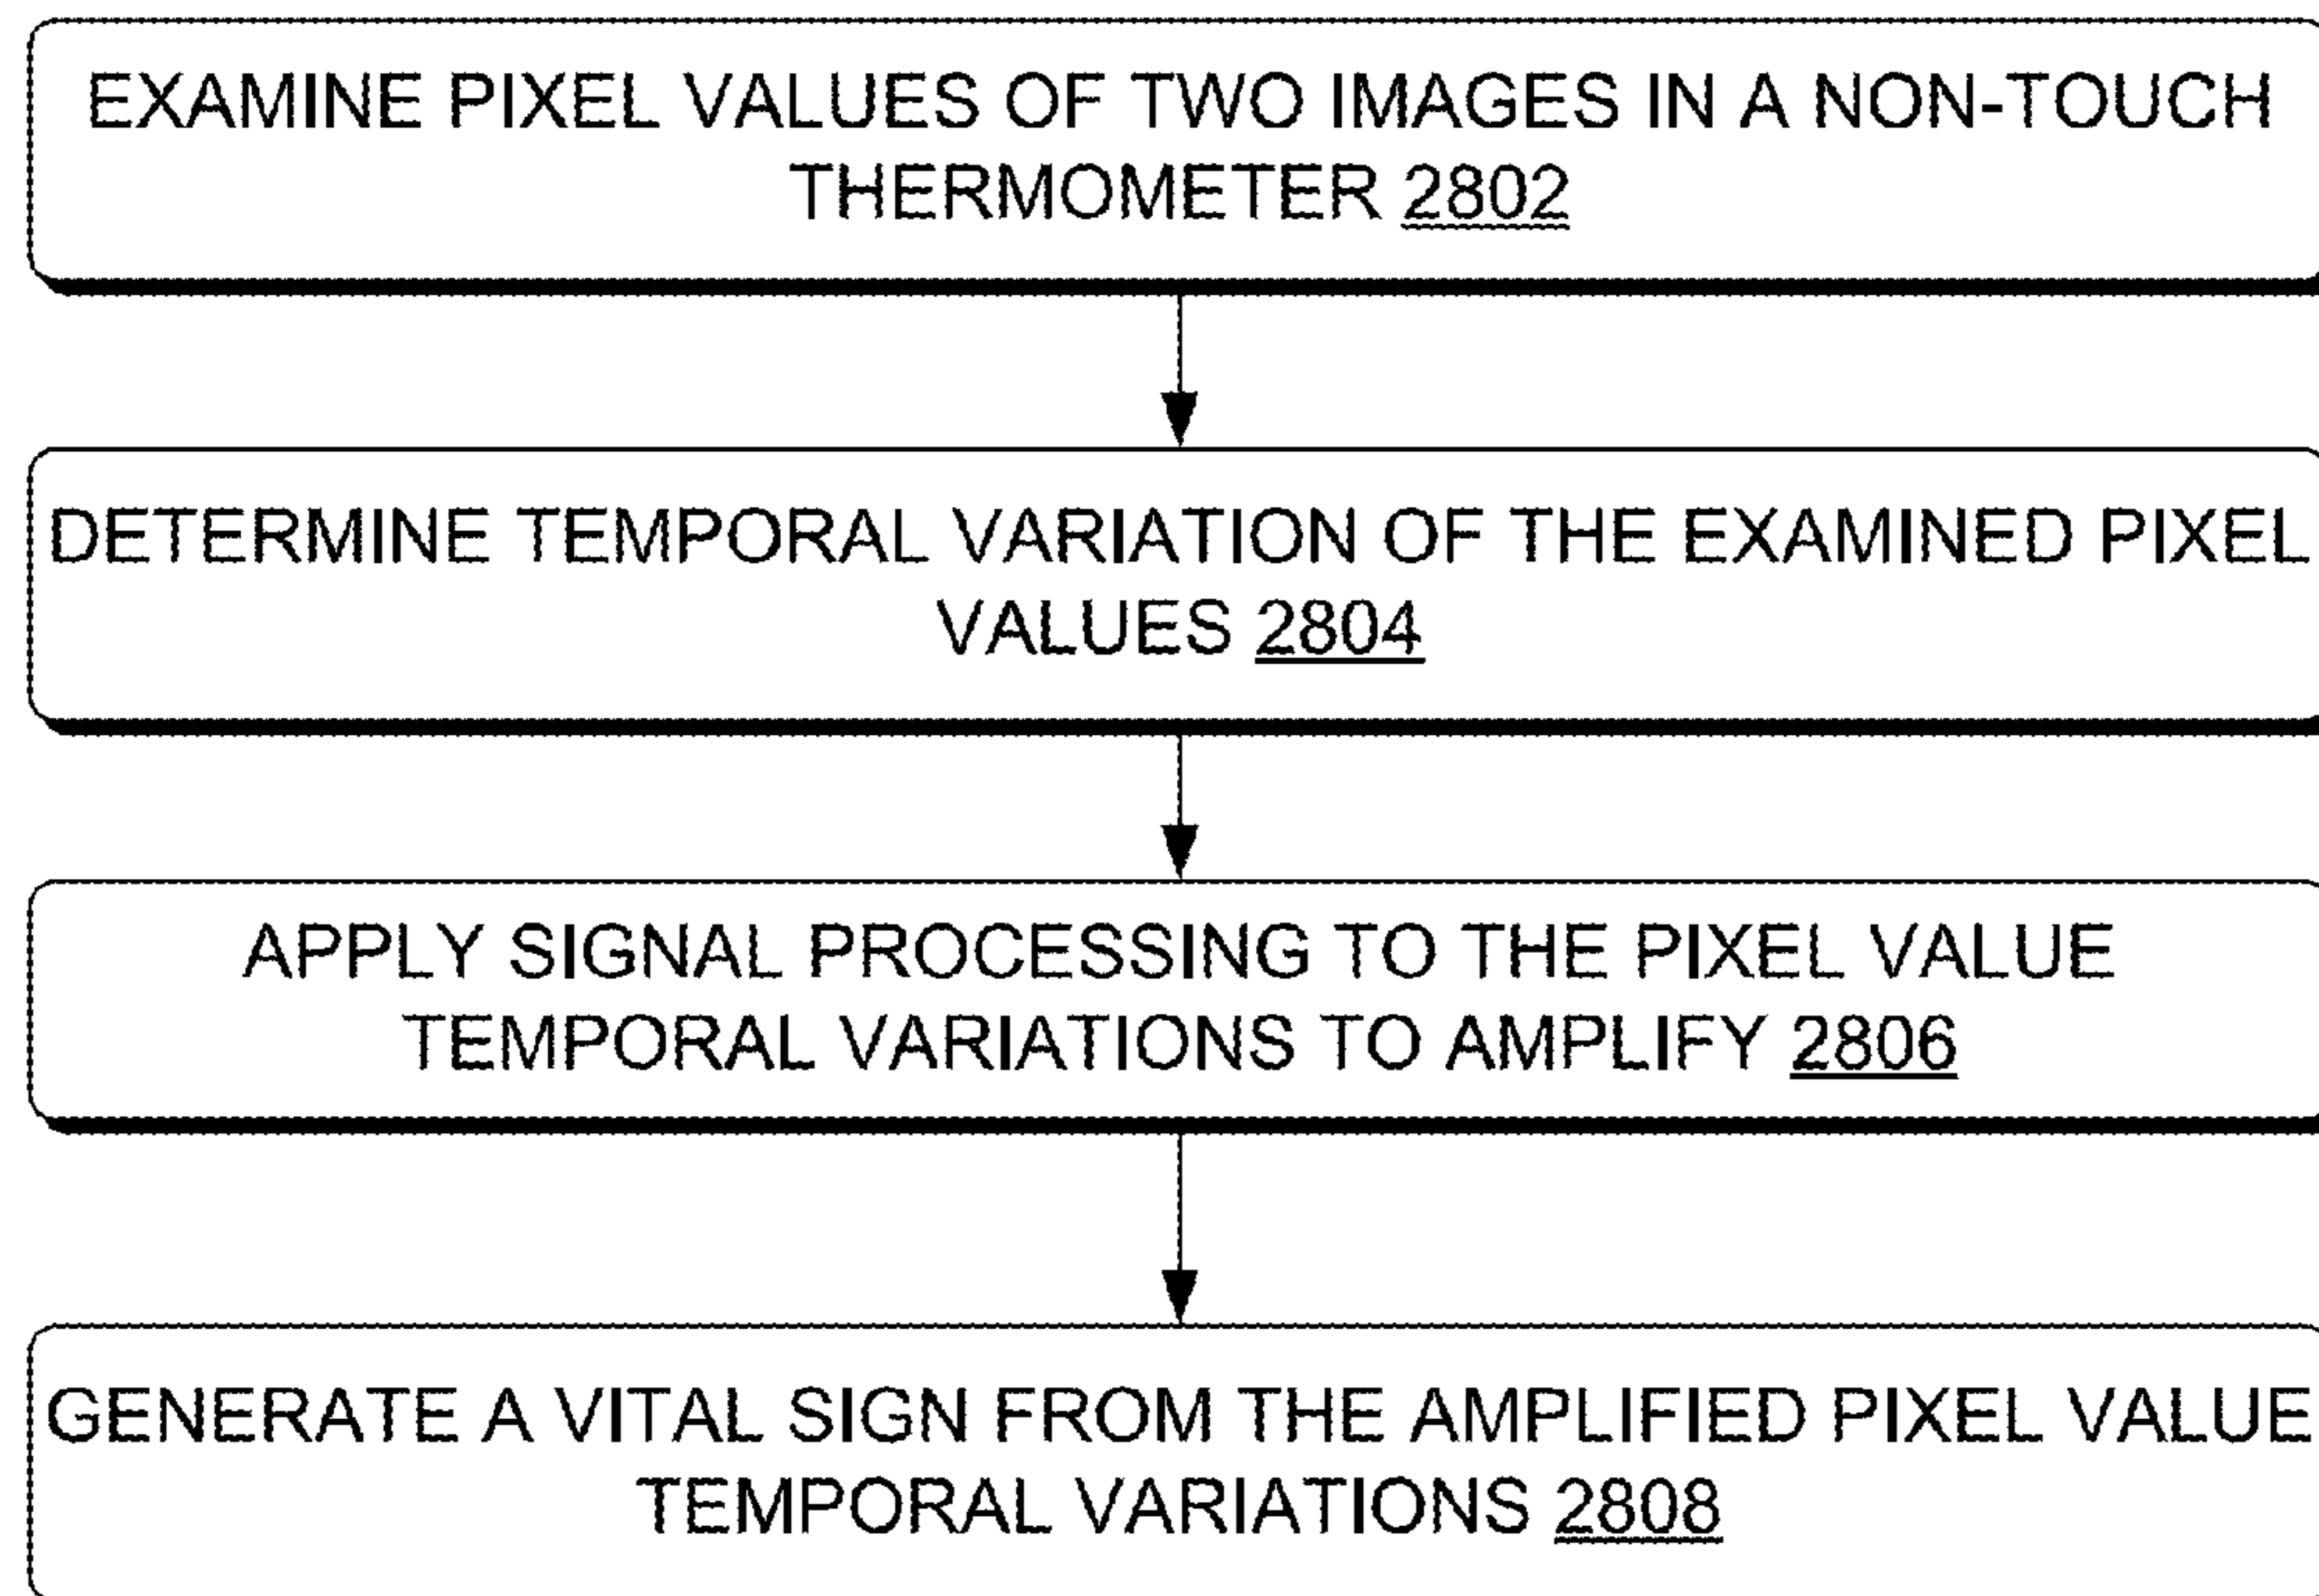 EXAMINE PIXEL VALUES OF TWO IMAGES IN A NON-TOUCH
THERMOMETER 2802
DETERMINE TEMPORAL VARIATION OF THE EXAMINED PIXEL
VALUES 2804
APPLY SIGNAL PROCESSING TO THE PIXEL VALUE
TEMPORAL VARIATIONS TO AMPLIFY 2806
GENERATE A VITAL SIGN FROM THE AMPLIFIED PIXEL VALUE
TEMPORAL VARIATIONS 2808